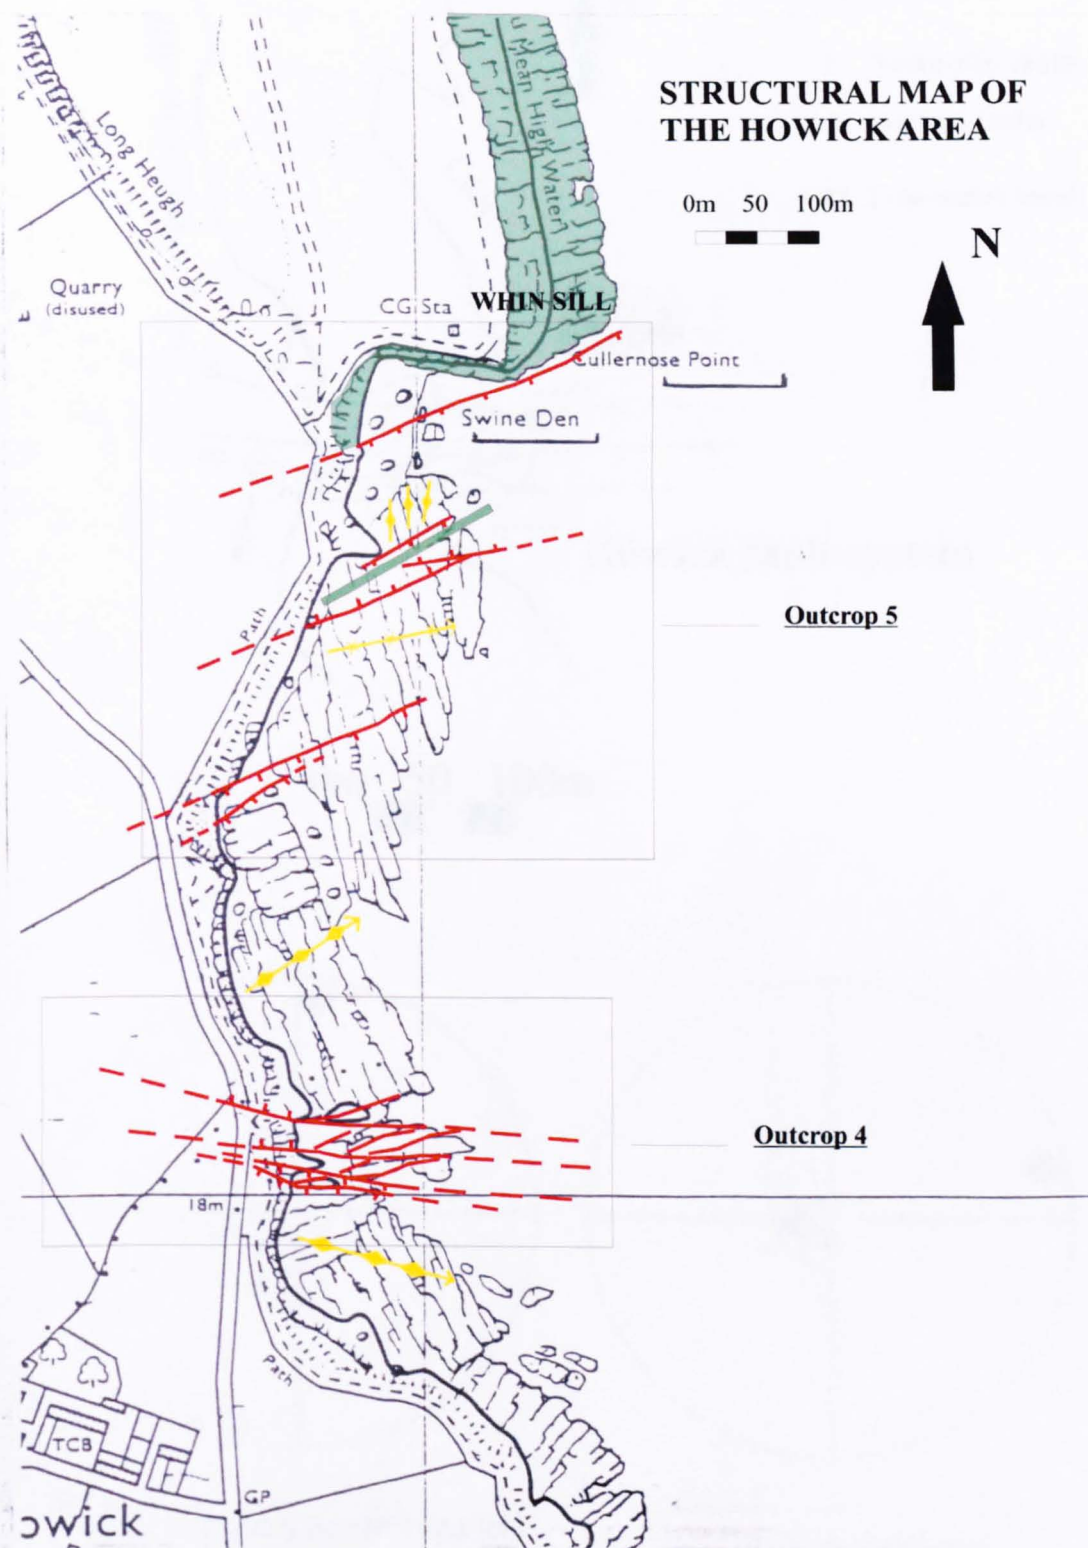 STRUCTURAL MAP OF
THE HOWICK AREA
0m 50 100m
N
Mean High Water
Long Heugh
Quarry
(disused)
CG Sta
WHIN SILL
Cullernose Point
Swine Den
Path
Outcrop 5
Outcrop 4
18m
Path
TCB
GP
owick